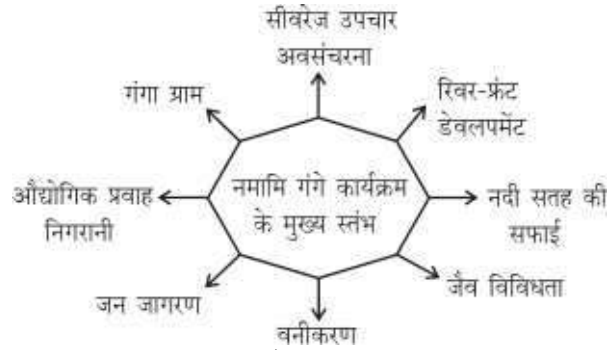 सीवरेज उपचार
अवसंरचना
गंगा ग्राम
रिवर-फ्रंट
डेवलपमेंट
नमामि गंगे कार्यक्रम
के मुख्य स्तंभ
औद्योगिक प्रवाह
निगरानी
नदी सतह की
सफाई
जन जागरण
जैव विविधता
वनीकरण